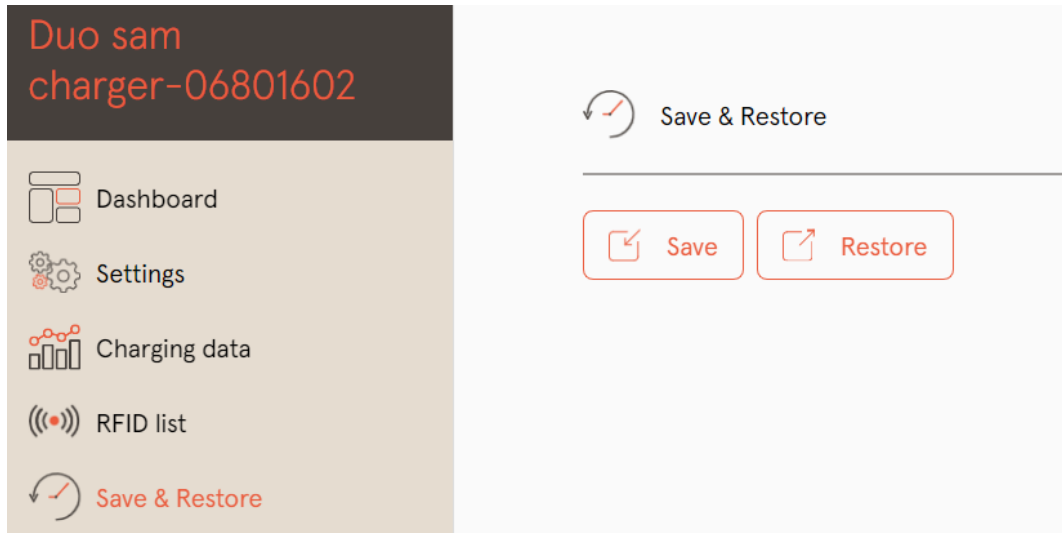 Duo sam
charger-06801602
Dashboard
Settings
Charging data
RFID list
Save & Restore
Save & Restore
Save
Restore